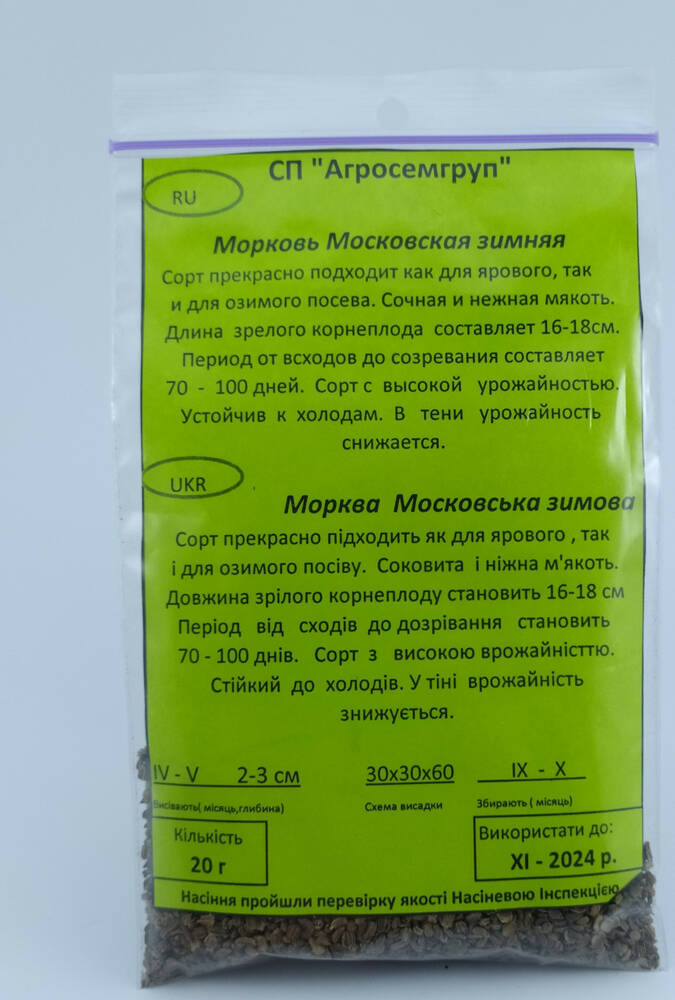 СП "Агросемгруп"
RU
Морковь Московская зимняя
Сорт прекрасно подходит как для ярового, так
и для озимого посева. Сочная и нежная мякоть.
Длина зрелого корнеплода составляет 16-18см.
Период от всходов до созревания составляет
70 - 100 дней. Сорт с высокой урожайностью.
Устойчив к холодам. В тени урожайность
снижается.
UKR
Морква Московська зимова
Сорт прекрасно підходить як для ярового , так
і для озимого посіву. Соковита і ніжна м'якоть.
Довжина зрілого корнеплоду становить 16-18 см
Період від сходів до дозрівання становить
70 - 100 днів. Сорт з високою врожайністтю.
Стійкий до холодів. У тіні врожайність
знижується.
IV - V 2-3 см 30х30х60 IX - X
Висівають( місяць,глибина) Схема висадки Збирають ( місяць)
Кількість Використати до:
20 г XI - 2024 р.
Насіння пройшли перевірку якості Насіневою Інспекцією